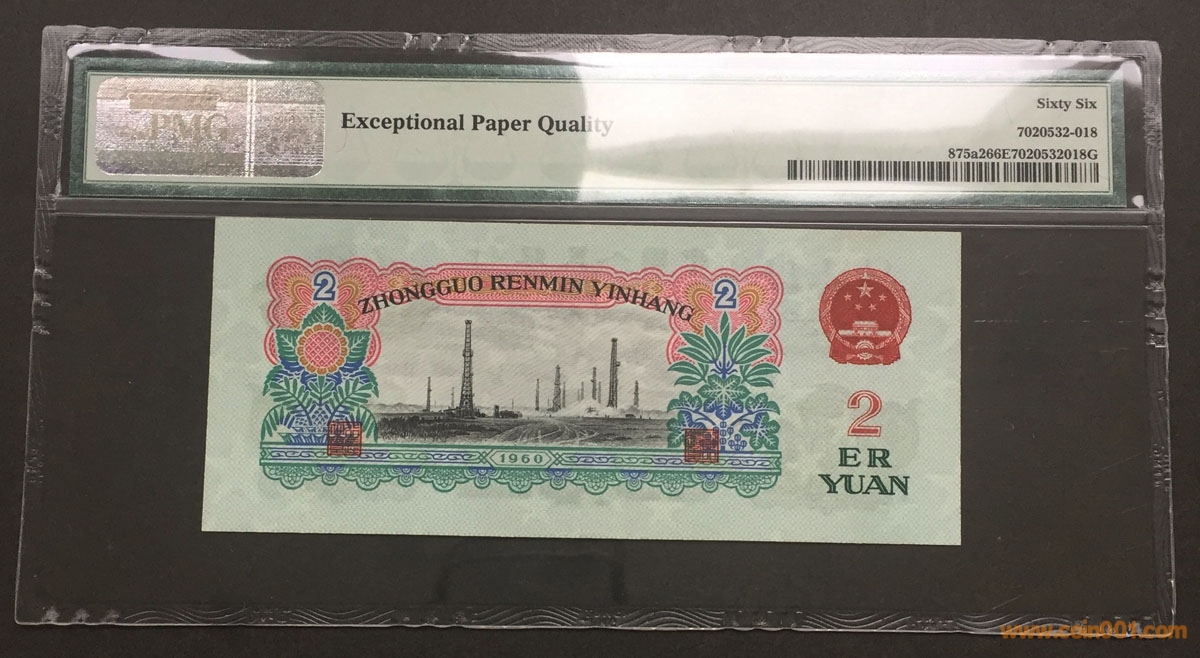 PMG
Exceptional Paper Quality
Sixty Six
7020532-018
875a266E7020532018G
2
ZHONGGUO RENMIN YINHANG
2
1960
2
ER
YUAN
www.coin001.com